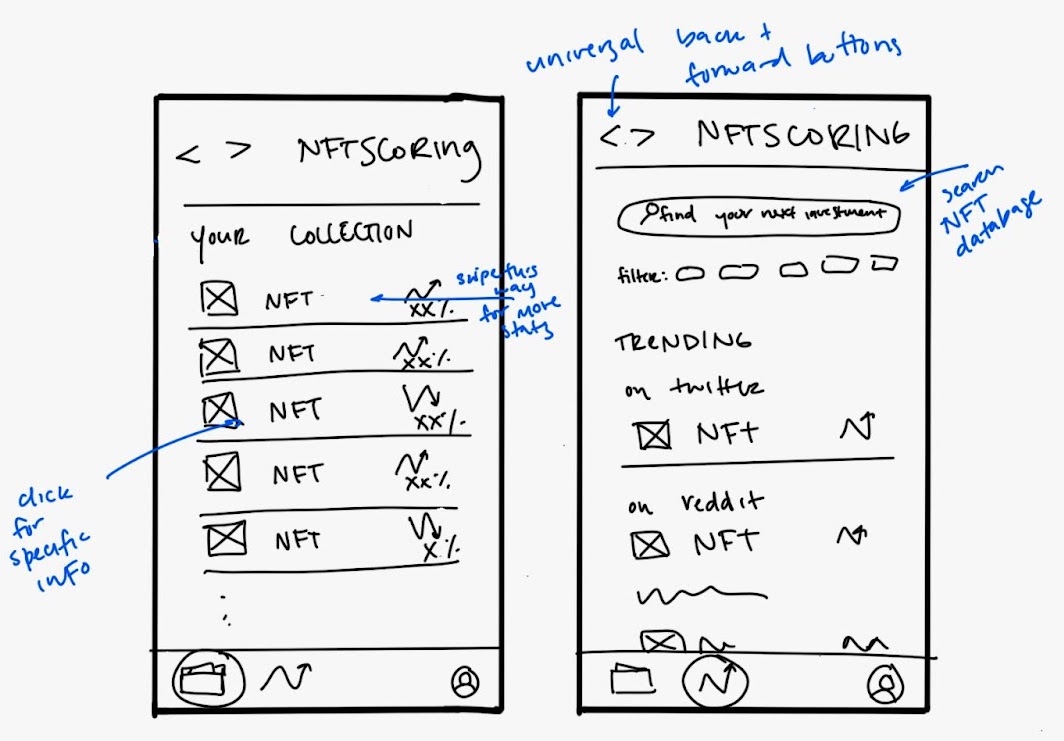 universal back +
forward buttons
< > NFTSCORing
YOUR COLLECTION
NFT XX%
swipe this
way
for more
stats
NFT XX%
NFT XX%
click
for
specific
info
NFT XX%
NFT X%
< > NFTSCORING
search
NFT
database
find your next investment
filter:
TRENDING
on twitter
NFT
on reddit
NFT